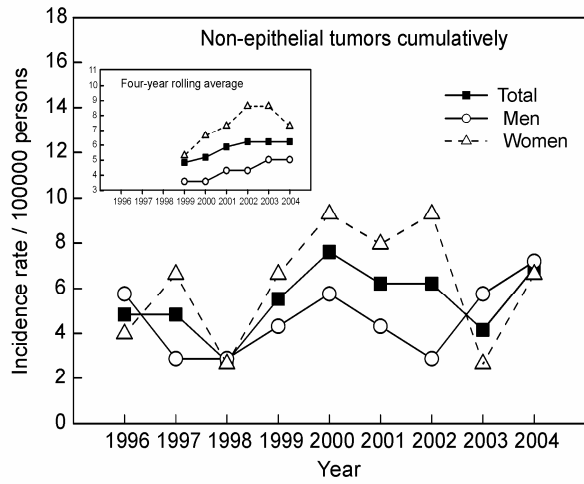 Non-epithelial tumors cumulatively
18
16
14
12
10
8
6
4
2
0
Incidence rate / 100000 persons
Four-year rolling average
11
10
9
8
7
6
5
4
3
1996 1997 1998 1999 2000 2001 2002 2003 2004
Total
Men
Women
1996 1997 1998 1999 2000 2001 2002 2003 2004
Year